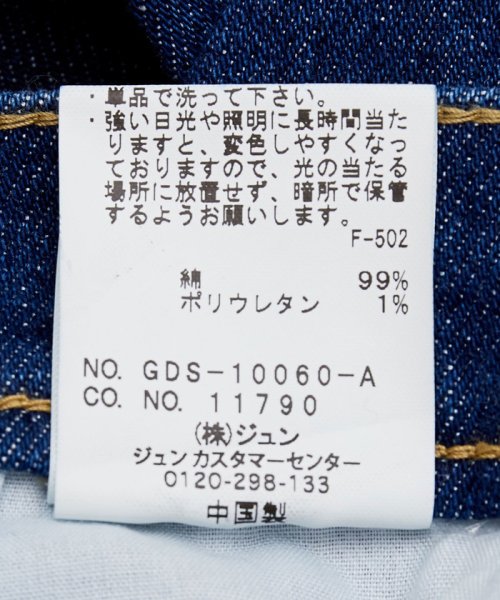 ・単品で洗って下さい。
・強い日光や照明に長時間当た
りますと、変色しやすくなっ
ておりますので、光の当たる
場所に放置せず、暗所で保管
するようお願いします。
F-502
綿 99%
ポリウレタン 1%
NO. GDS-10060-A
CO. NO. 11790
(株)ジュン
ジュンカスタマーセンター
0120-298-133
中国製